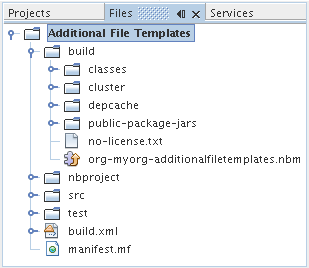 Projects Files Services
Additional File Templates
build
classes
cluster
depcache
public-package-jars
no-license.txt
org-myorg-additionalfiletemplates.nbm
nbproject
src
test
build.xml
manifest.mf